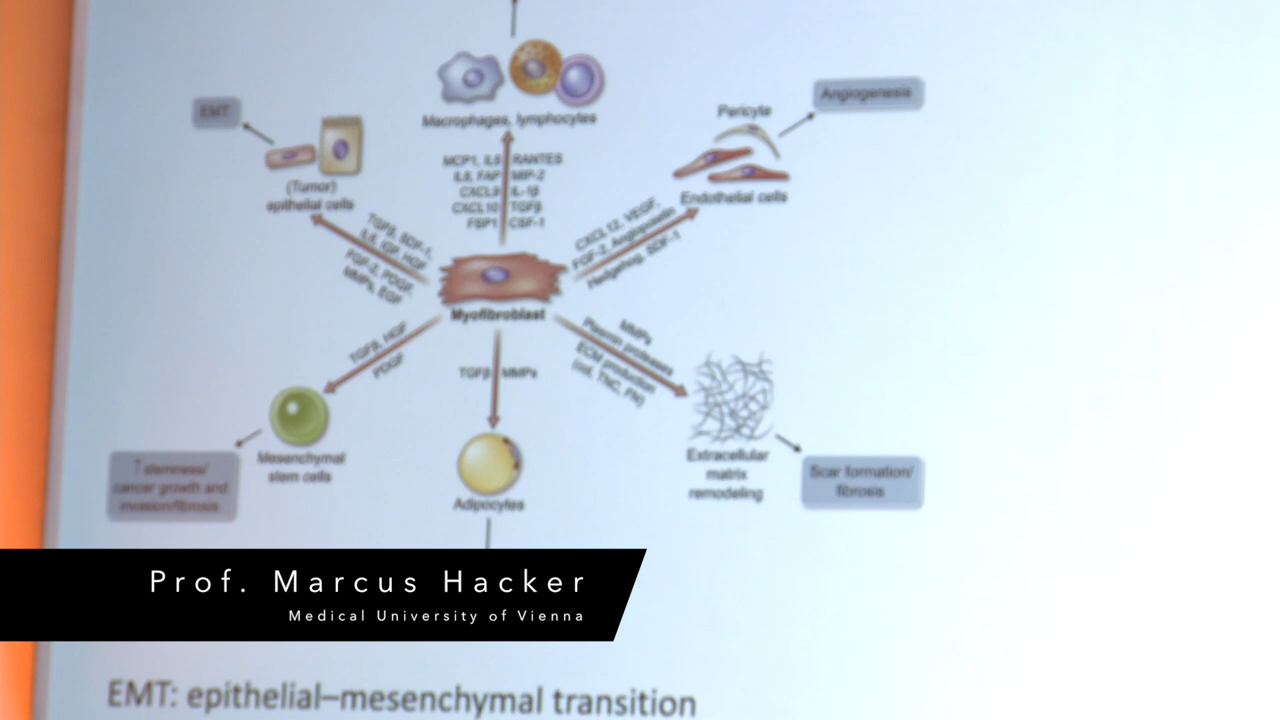 EMT
Angiogenesis
Pericyte
Macrophages, lymphocytes
MCP1, IL6 RANTES
IL8, FAP MIP-2
CXCL9 IL-1β
CXCL10 TGFβ
FSP1 CSF-1
(Tumor)
epithelial cells
Endothelial cells
TGFβ, SDF-1,
IL6, IGF, HGF
FGF-2, PDGF,
MMPs, EGF
CXCL12, VEGF,
FGF-2, Angiopoietin
Hedgehog, SDF-1
Myofibroblast
TGFβ, HGF
PDGF
TGFβ MMPs
MMPs
Plasmin proteases
ECM production
(col, TNC, FN)
Mesenchymal
stem cells
Adipocytes
Extracellular
matrix
remodeling
↑ stemness/
cancer growth and
invasion/fibrosis
Scar formation/
fibrosis
Prof. Marcus Hacker
Medical University of Vienna
EMT: epithelial–mesenchymal transition